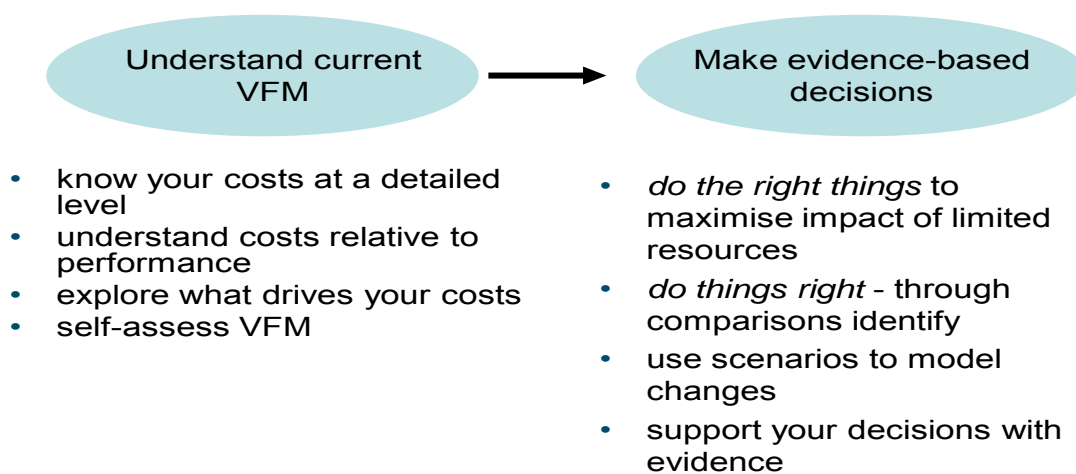 Understand current
VFM
Make evidence-based
decisions
• know your costs at a detailed
level
• understand costs relative to
performance
• explore what drives your costs
• self-assess VFM
• do the right things to
maximise impact of limited
resources
• do things right - through
comparisons identify
• use scenarios to model
changes
• support your decisions with
evidence